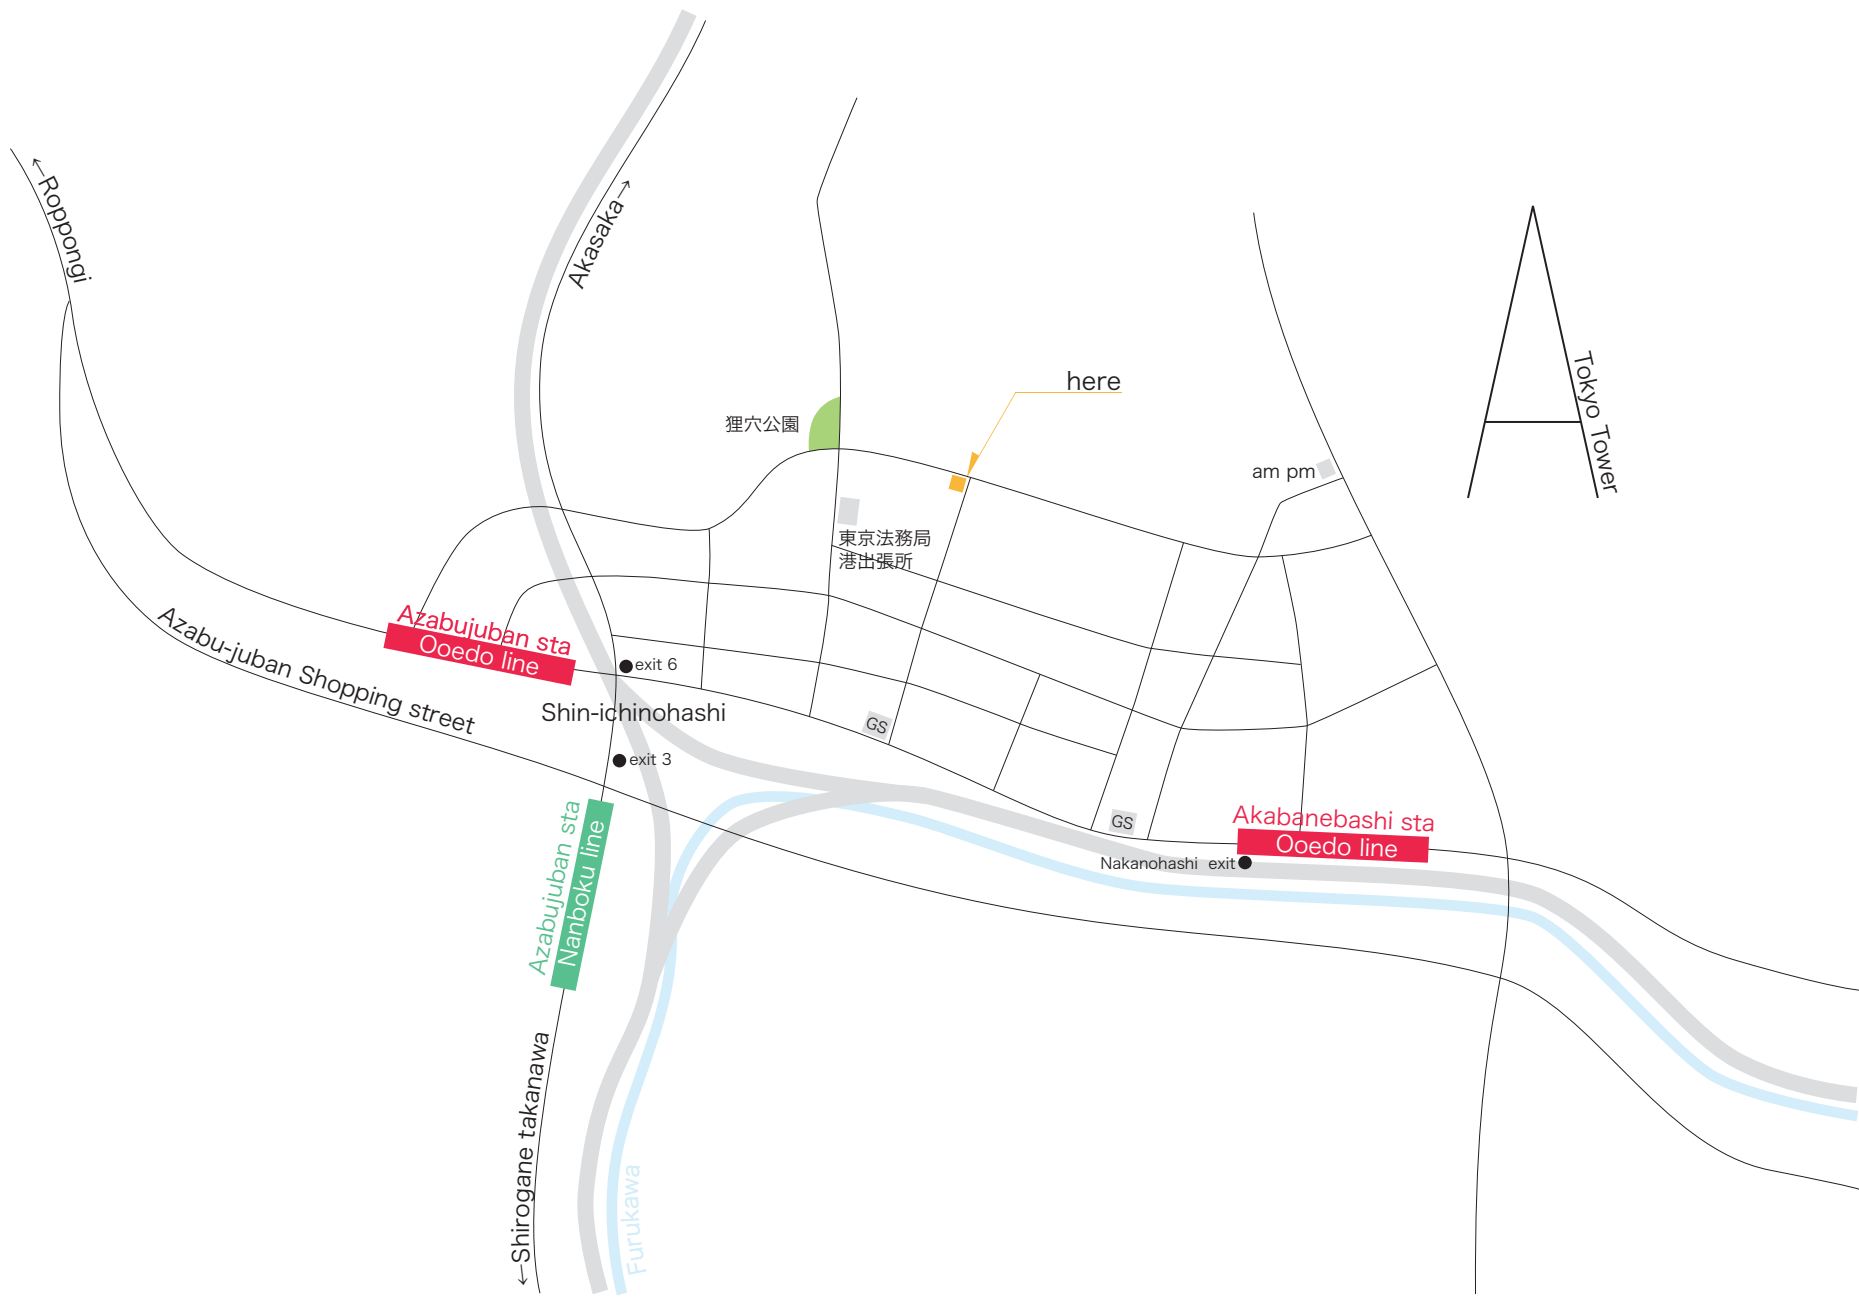 ←Roppongi
Akasaka→
here
狸穴公園
Tokyo Tower
am pm
東京法務局
港出張所
Azabujuban sta
Ooedo line
exit 6
Azabu-juban Shopping street
Shin-ichinohashi
GS
exit 3
GS
Akabanebashi sta
Ooedo line
Nakanohashi exit
Azabujuban sta
Nanboku line
←Shirogane takanawa
Furukawa